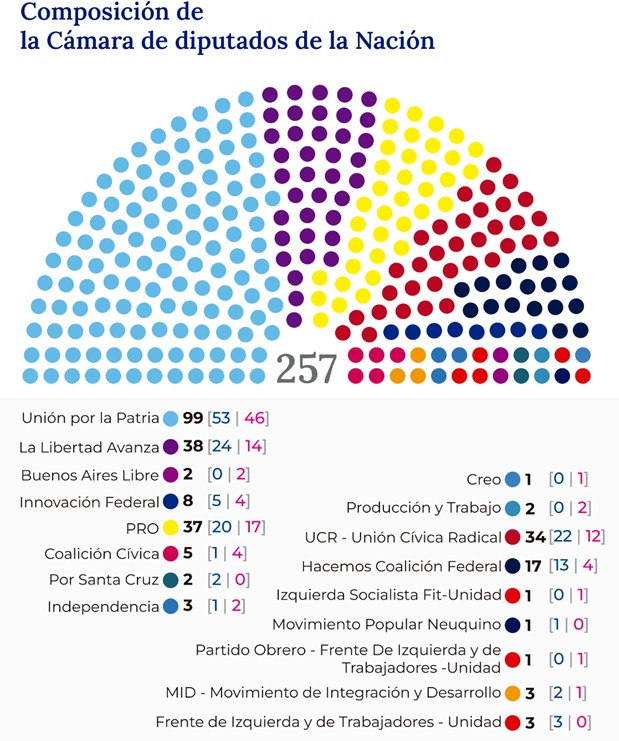 Composición de
la Cámara de diputados de la Nación
257
Unión por la Patria 99 [53 | 46]
La Libertad Avanza 38 [24 | 14]
Buenos Aires Libre 2 [0 | 2]
Innovación Federal 8 [5 | 4]
PRO 37 [20 | 17]
Coalición Cívica 5 [1 | 4]
Por Santa Cruz 2 [2 | 0]
Independencia 3 [1 | 2]
Creo 1 [0 | 1]
Producción y Trabajo 2 [0 | 2]
UCR - Unión Cívica Radical 34 [22 | 12]
Hacemos Coalición Federal 17 [13 | 4]
Izquierda Socialista Fit-Unidad 1 [0 | 1]
Movimiento Popular Neuquino 1 [1 | 0]
Partido Obrero - Frente De Izquierda y de
Trabajadores -Unidad 1 [0 | 1]
MID - Movimiento de Integración y Desarrollo 3 [2 | 1]
Frente de Izquierda y de Trabajadores - Unidad 3 [3 | 0]